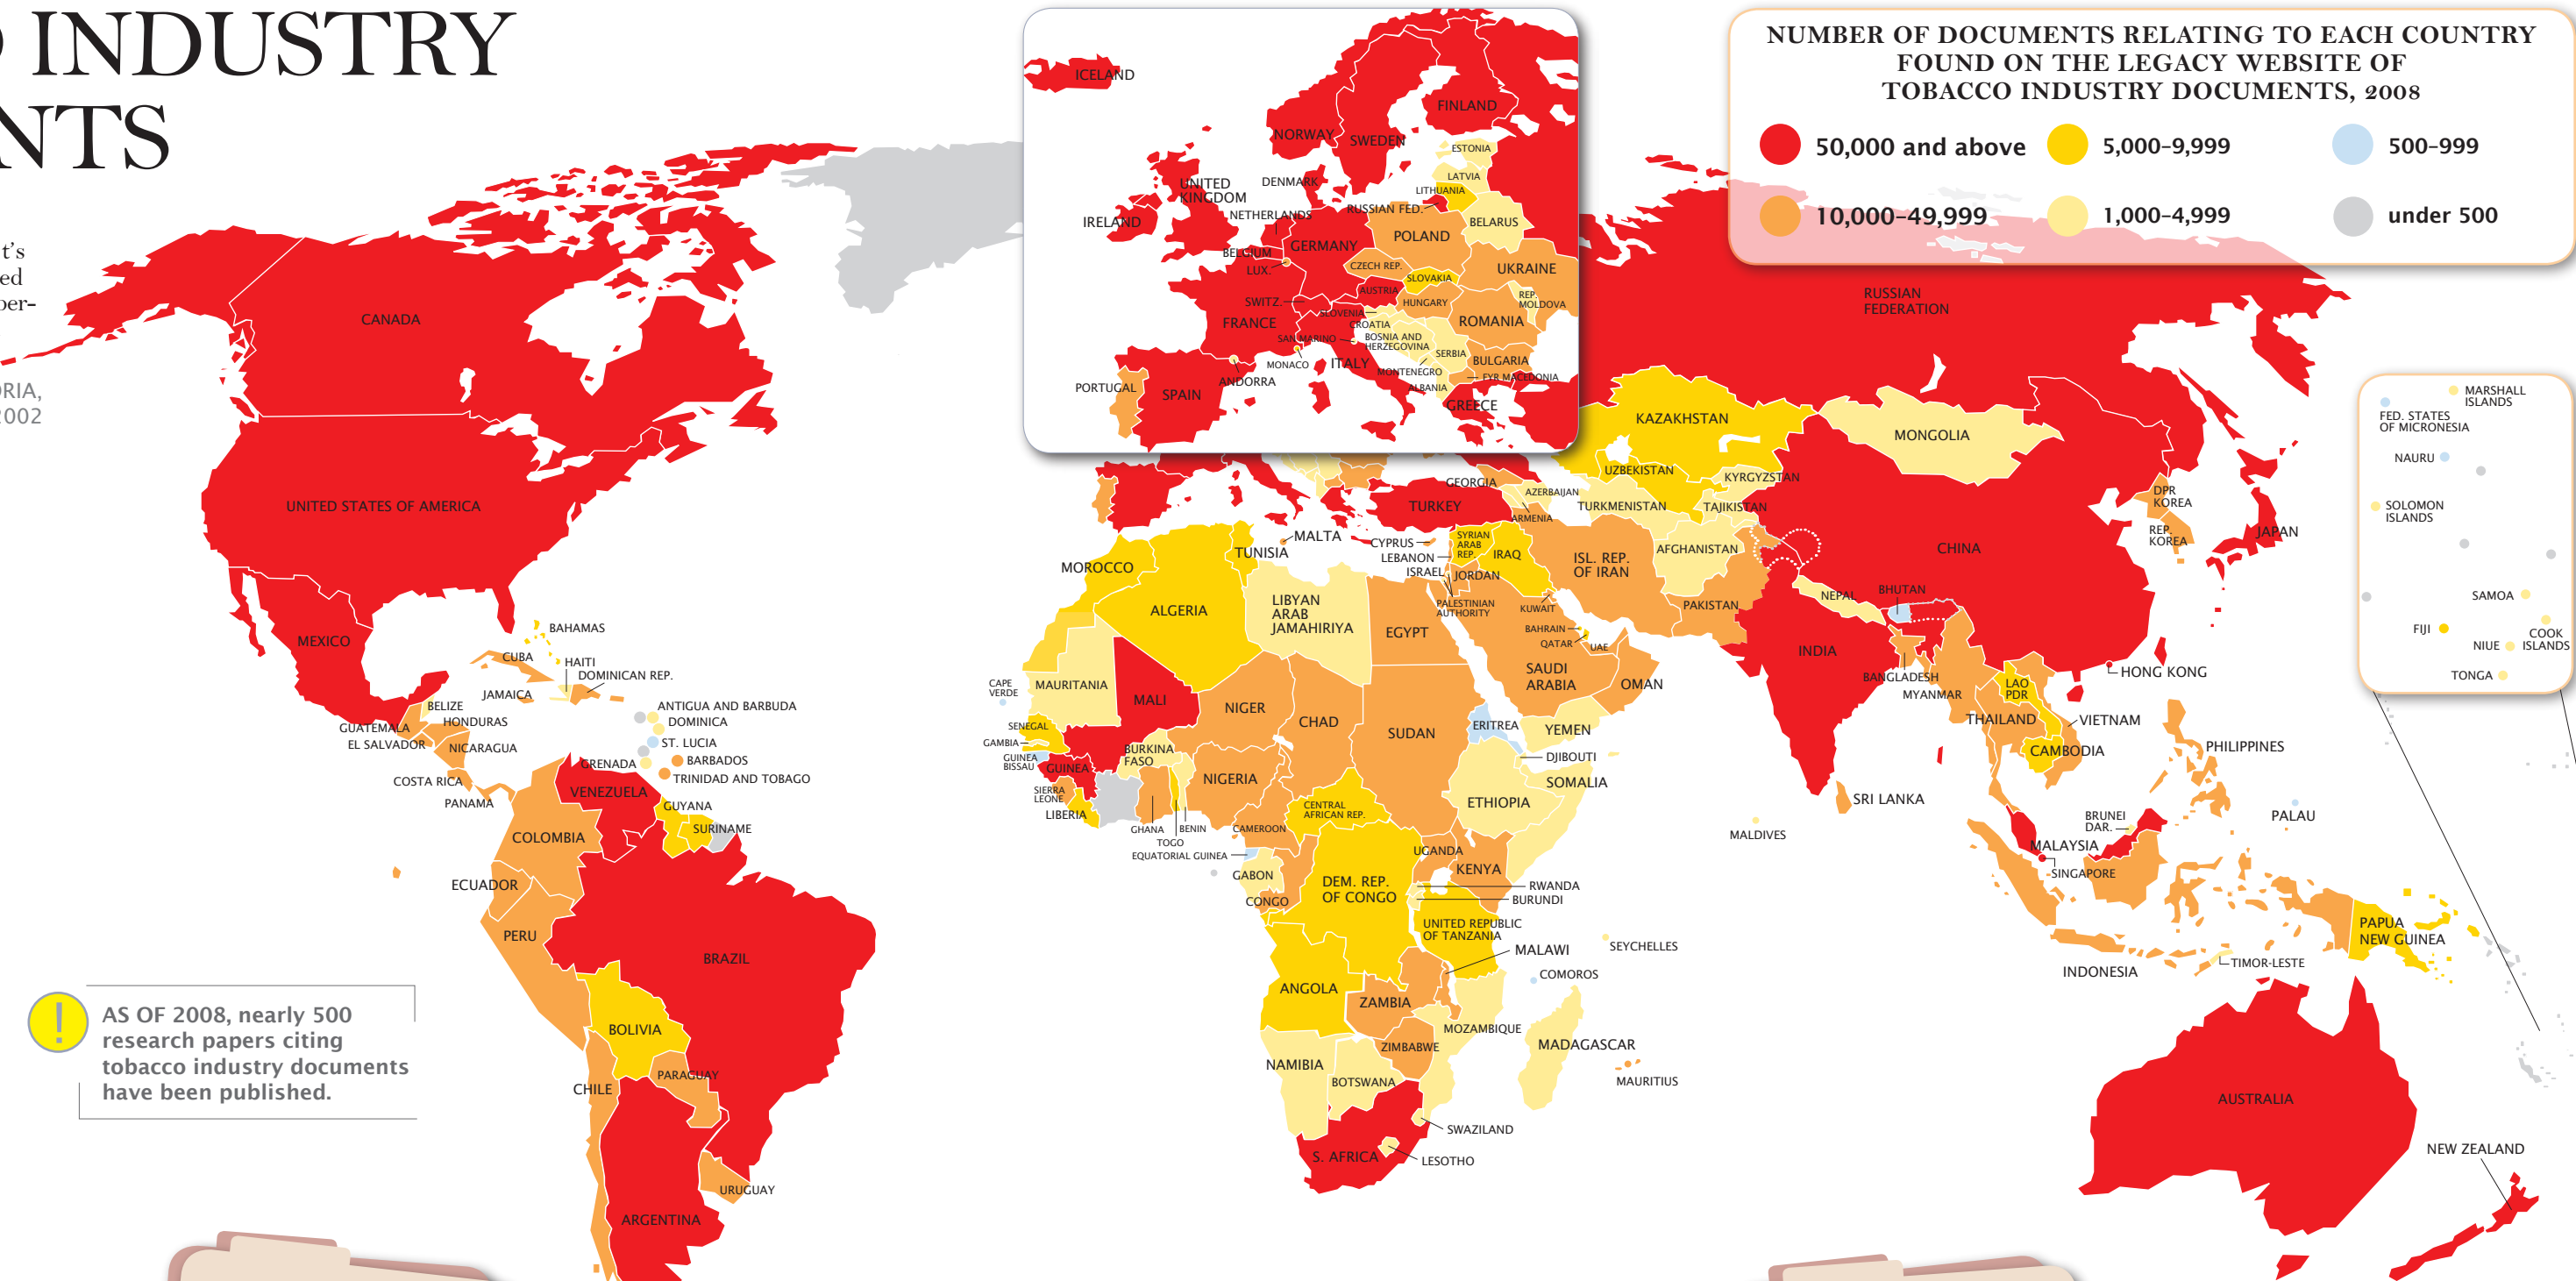 INDUSTRY
NTS
t's
ed
per-
ORIA,
2002
NUMBER OF DOCUMENTS RELATING TO EACH COUNTRY
FOUND ON THE LEGACY WEBSITE OF
TOBACCO INDUSTRY DOCUMENTS, 2008
50,000 and above
5,000–9,999
500–999
10,000–49,999
1,000–4,999
under 500
ICELAND
FINLAND
NORWAY
SWEDEN
ESTONIA
LATVIA
LITHUANIA
UNITED
KINGDOM
DENMARK
RUSSIAN FED.
NETHERLANDS
IRELAND
BELARUS
POLAND
GERMANY
BELGIUM
LUX.
CZECH REP.
UKRAINE
SLOVAKIA
AUSTRIA
SWITZ.
HUNGARY
REP.
MOLDOVA
SLOVENIA
FRANCE
CROATIA
ROMANIA
SAN MARINO
BOSNIA AND
HERZEGOVINA
SERBIA
BULGARIA
MONACO
ITALY
MONTENEGRO
FYR MACEDONIA
ANDORRA
ALBANIA
PORTUGAL
SPAIN
GREECE
CANADA
UNITED STATES OF AMERICA
MEXICO
BAHAMAS
CUBA
HAITI
DOMINICAN REP.
JAMAICA
BELIZE
ANTIGUA AND BARBUDA
DOMINICA
GUATEMALA
HONDURAS
EL SALVADOR
ST. LUCIA
NICARAGUA
GRENADA
BARBADOS
TRINIDAD AND TOBAGO
COSTA RICA
PANAMA
VENEZUELA
GUYANA
SURINAME
COLOMBIA
ECUADOR
PERU
BRAZIL
BOLIVIA
PARAGUAY
CHILE
URUGUAY
ARGENTINA
!
AS OF 2008, nearly 500
research papers citing
tobacco industry documents
have been published.
RUSSIAN
FEDERATION
KAZAKHSTAN
MONGOLIA
UZBEKISTAN
KYRGYZSTAN
GEORGIA
AZERBAIJAN
TURKMENISTAN
TAJIKISTAN
TURKEY
ARMENIA
DPR
KOREA
REP.
KOREA
JAPAN
CHINA
MALTA
TUNISIA
CYPRUS
LEBANON
ISRAEL
SYRIAN
ARAB
REP.
IRAQ
JORDAN
PALESTINIAN
AUTHORITY
KUWAIT
ISL. REP.
OF IRAN
AFGHANISTAN
PAKISTAN
NEPAL
BHUTAN
MOROCCO
ALGERIA
LIBYAN
ARAB
JAMAHIRIYA
EGYPT
BAHRAIN
QATAR
UAE
SAUDI
ARABIA
OMAN
INDIA
BANGLADESH
MYANMAR
LAO
PDR
HONG KONG
THAILAND
VIETNAM
CAMBODIA
PHILIPPINES
CAPE
VERDE
MAURITANIA
MALI
NIGER
CHAD
SUDAN
ERITREA
YEMEN
DJIBOUTI
SOMALIA
SENEGAL
GAMBIA
GUINEA
BISSAU
GUINEA
BURKINA
FASO
SIERRA
LEONE
LIBERIA
NIGERIA
GHANA
TOGO
BENIN
CAMEROON
CENTRAL
AFRICAN REP.
ETHIOPIA
EQUATORIAL GUINEA
GABON
CONGO
DEM. REP.
OF CONGO
UGANDA
KENYA
RWANDA
BURUNDI
UNITED REPUBLIC
OF TANZANIA
MALAWI
SEYCHELLES
COMOROS
ANGOLA
ZAMBIA
MOZAMBIQUE
ZIMBABWE
MADAGASCAR
MAURITIUS
NAMIBIA
BOTSWANA
SWAZILAND
S. AFRICA
LESOTHO
SRI LANKA
MALDIVES
BRUNEI
DAR.
MALAYSIA
SINGAPORE
PALAU
INDONESIA
TIMOR-LESTE
PAPUA
NEW GUINEA
AUSTRALIA
NEW ZEALAND
MARSHALL
ISLANDS
FED. STATES
OF MICRONESIA
NAURU
SOLOMON
ISLANDS
SAMOA
FIJI
COOK
ISLANDS
NIUE
TONGA